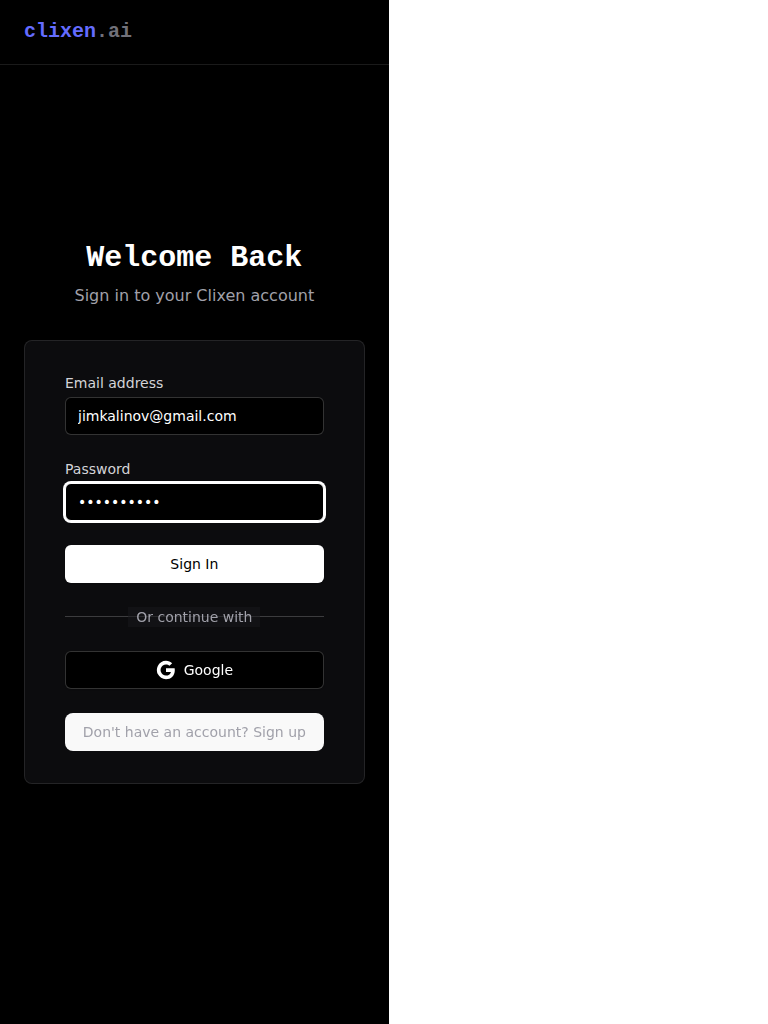 clixen.ai
Welcome Back
Sign in to your Clixen account
Email address
jimkalinov@gmail.com
Password
••••••••••
Sign In
Or continue with
Google
Don't have an account? Sign up